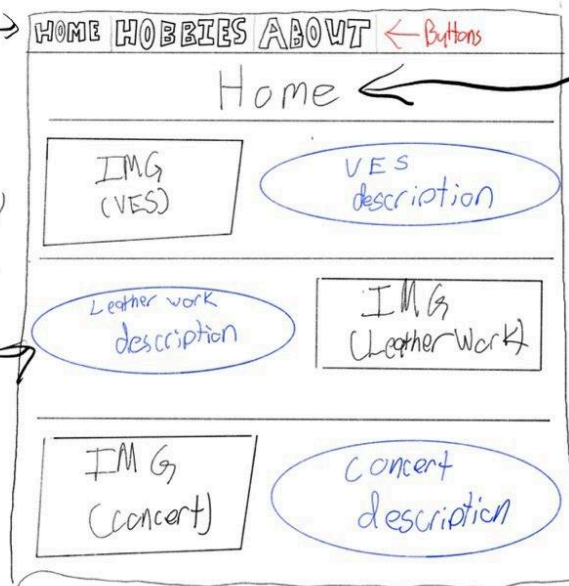 HOME HOBBIES ABOUT ← Buttons
Home
IMG
(VES)
VES
description
Leather work
description
IMG
(Leather Work)
IMG
(concert)
concert
description